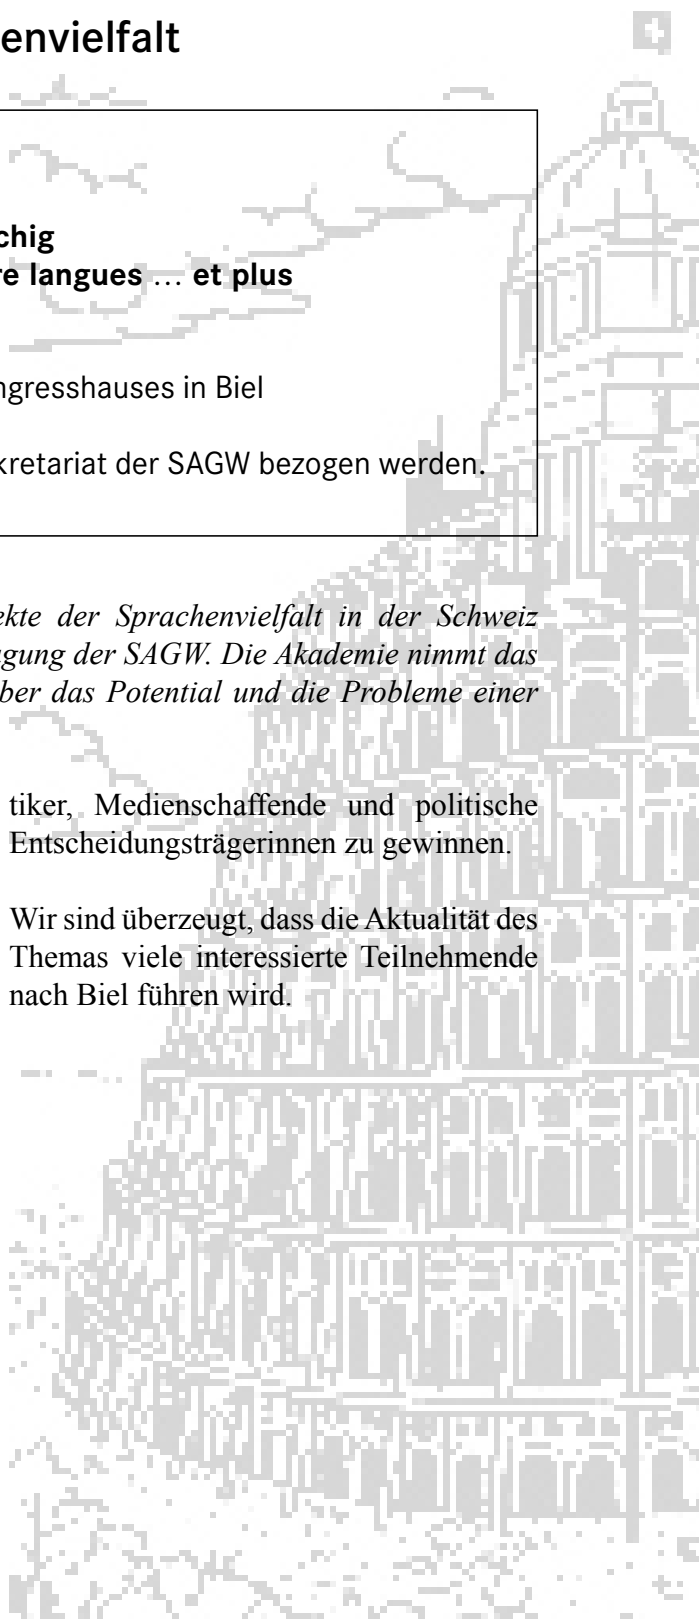 envielfalt
chig
re langues … et plus
ngresshauses in Biel
kretariat der SAGW bezogen werden.
ekte der Sprachenvielfalt in der Schweiz
gung der SAGW. Die Akademie nimmt das
ber das Potential und die Probleme einer
tiker, Medienschaffende und politische
Entscheidungsträgerinnen zu gewinnen.
Wir sind überzeugt, dass die Aktualität des
Themas viele interessierte Teilnehmende
nach Biel führen wird.